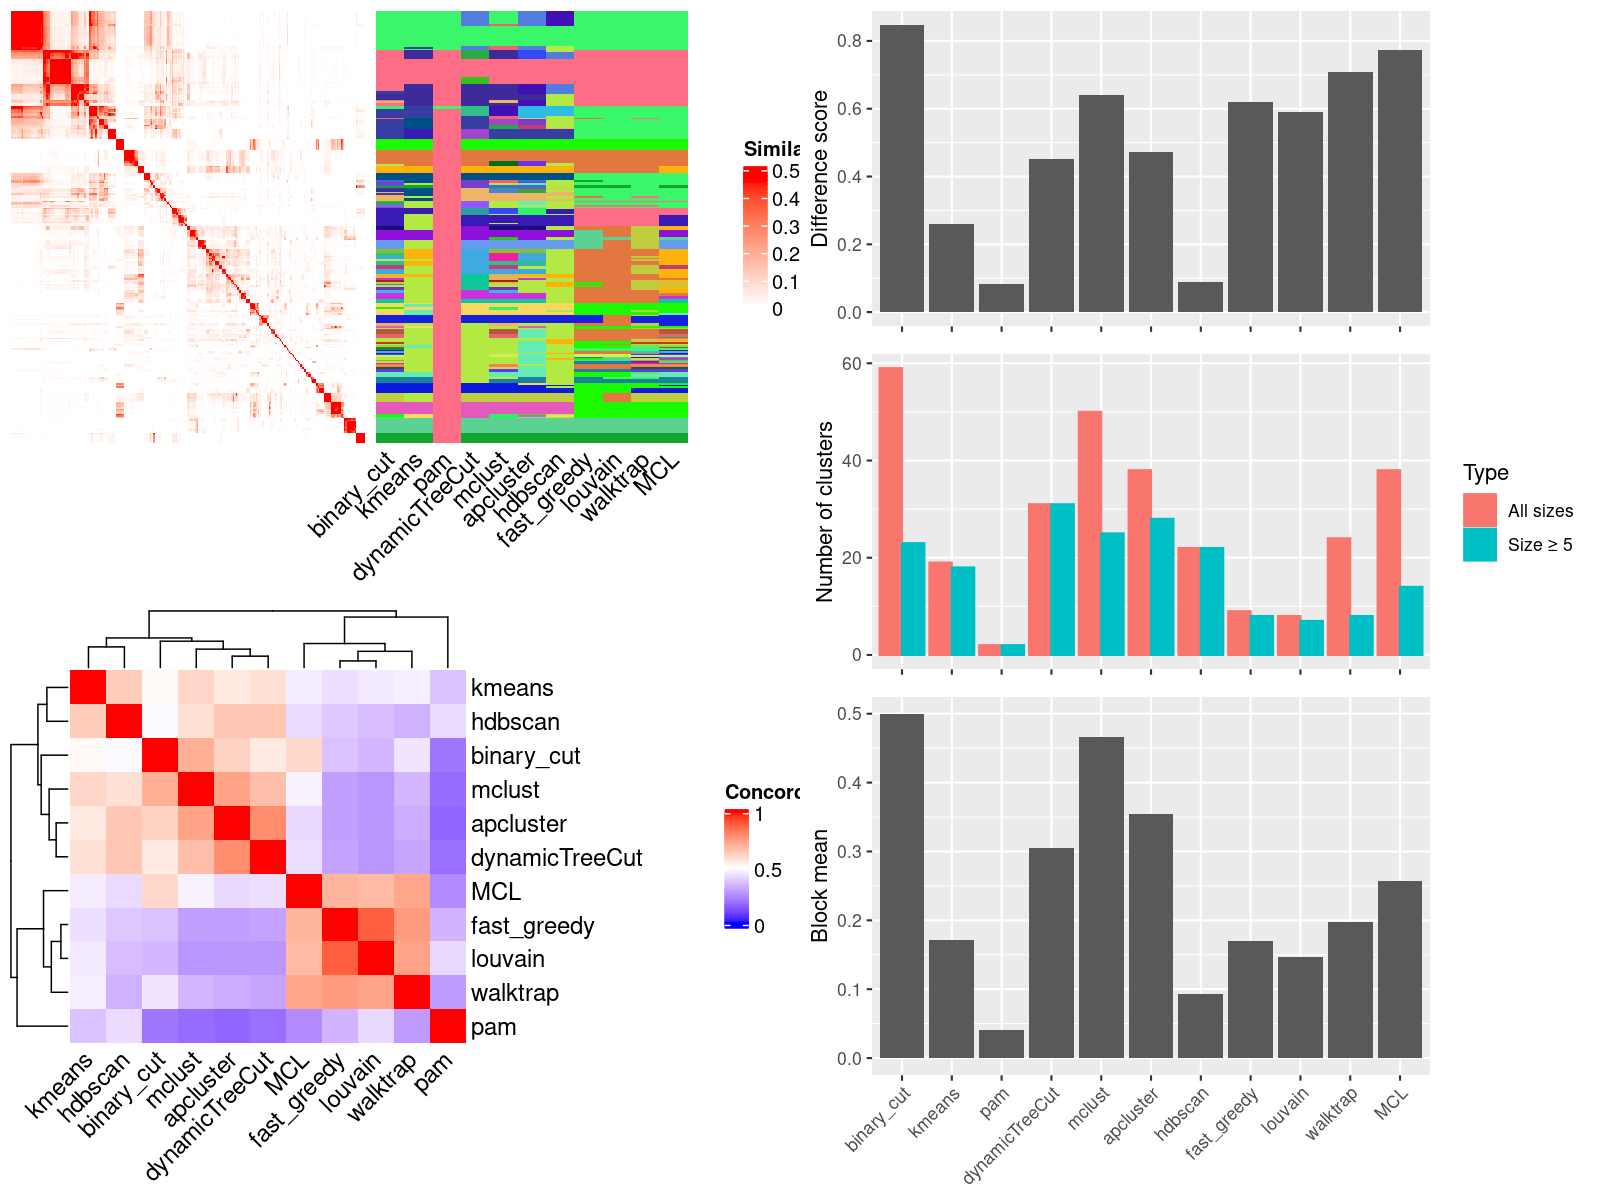 Simila
0.5
0.4
0.3
0.2
0.1
0
binary_cut
kmeans
pam
dynamicTreeCut
mclust
apcluster
hdbscan
fast_greedy
louvain
walktrap
MCL
kmeans
hdbscan
binary_cut
mclust
apcluster
dynamicTreeCut
MCL
fast_greedy
louvain
walktrap
pam
kmeans
hdbscan
binary_cut
mclust
apcluster
dynamicTreeCut
MCL
fast_greedy
louvain
walktrap
pam
Concord
1
0.5
0
Difference score
0.8
0.6
0.4
0.2
0.0
Number of clusters
60
40
20
0
Type
All sizes
Size ≥ 5
Block mean
0.5
0.4
0.3
0.2
0.1
0.0
binary_cut
kmeans
pam
dynamicTreeCut
mclust
apcluster
hdbscan
fast_greedy
louvain
walktrap
MCL